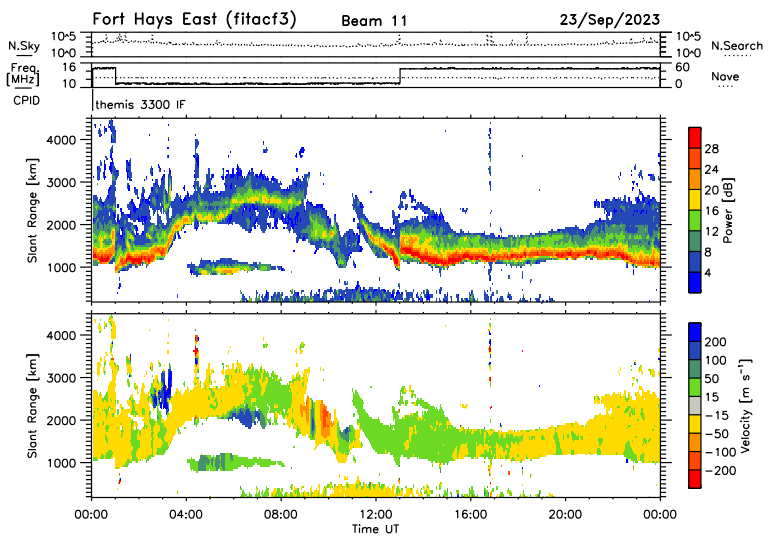 Fort Hays East (fitacf3) Beam 11 23/Sep/2023
N.Sky 10^5 10^0 10^5 10^0 N.Search
Freq. [MHz] 16 10 60 0 Nave
CPID themis 3300 IF
Slant Range [km] 4000 3000 2000 1000
Power [dB] 28 24 20 16 12 8 4
Slant Range [km] 4000 3000 2000 1000
Velocity [m s⁻¹] 200 100 50 15 −15 −50 −100 −200
00:00 04:00 08:00 12:00 16:00 20:00 00:00
Time UT